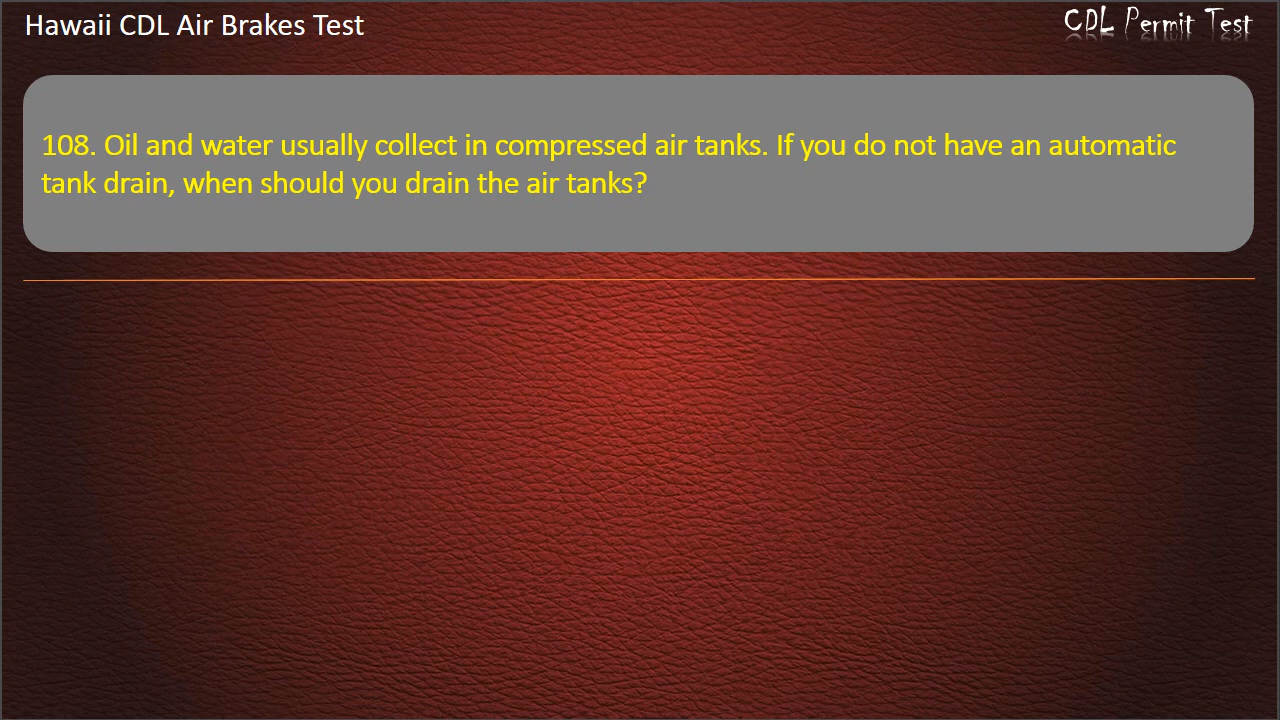 Hawaii CDL Air Brakes Test
CDL Permit Test
108. Oil and water usually collect in compressed air tanks. If you do not have an automatic
tank drain, when should you drain the air tanks?